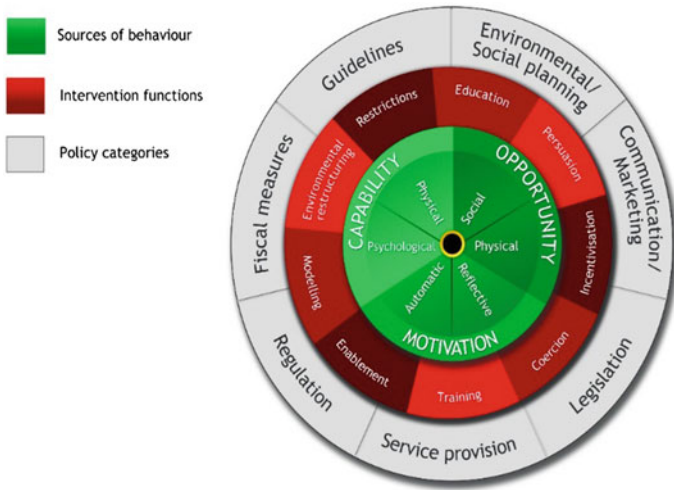 Sources of behaviour
Intervention functions
Policy categories
Guidelines
Environmental/
Social planning
Communication/
Marketing
Legislation
Service provision
Regulation
Fiscal measures
Restrictions
Education
Persuasion
Incentivisation
Coercion
Training
Enablement
Modelling
Environmental
restructuring
CAPABILITY
OPPORTUNITY
MOTIVATION
Physical
Social
Psychological
Physical
Automatic
Reflective